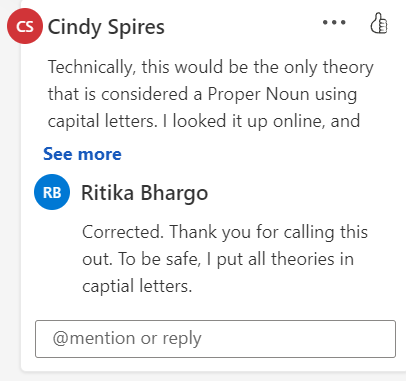 CS Cindy Spires
Technically, this would be the only theory
that is considered a Proper Noun using
capital letters. I looked it up online, and
See more
RB Ritika Bhargo
Corrected. Thank you for calling this
out. To be safe, I put all theories in
captial letters.
@mention or reply